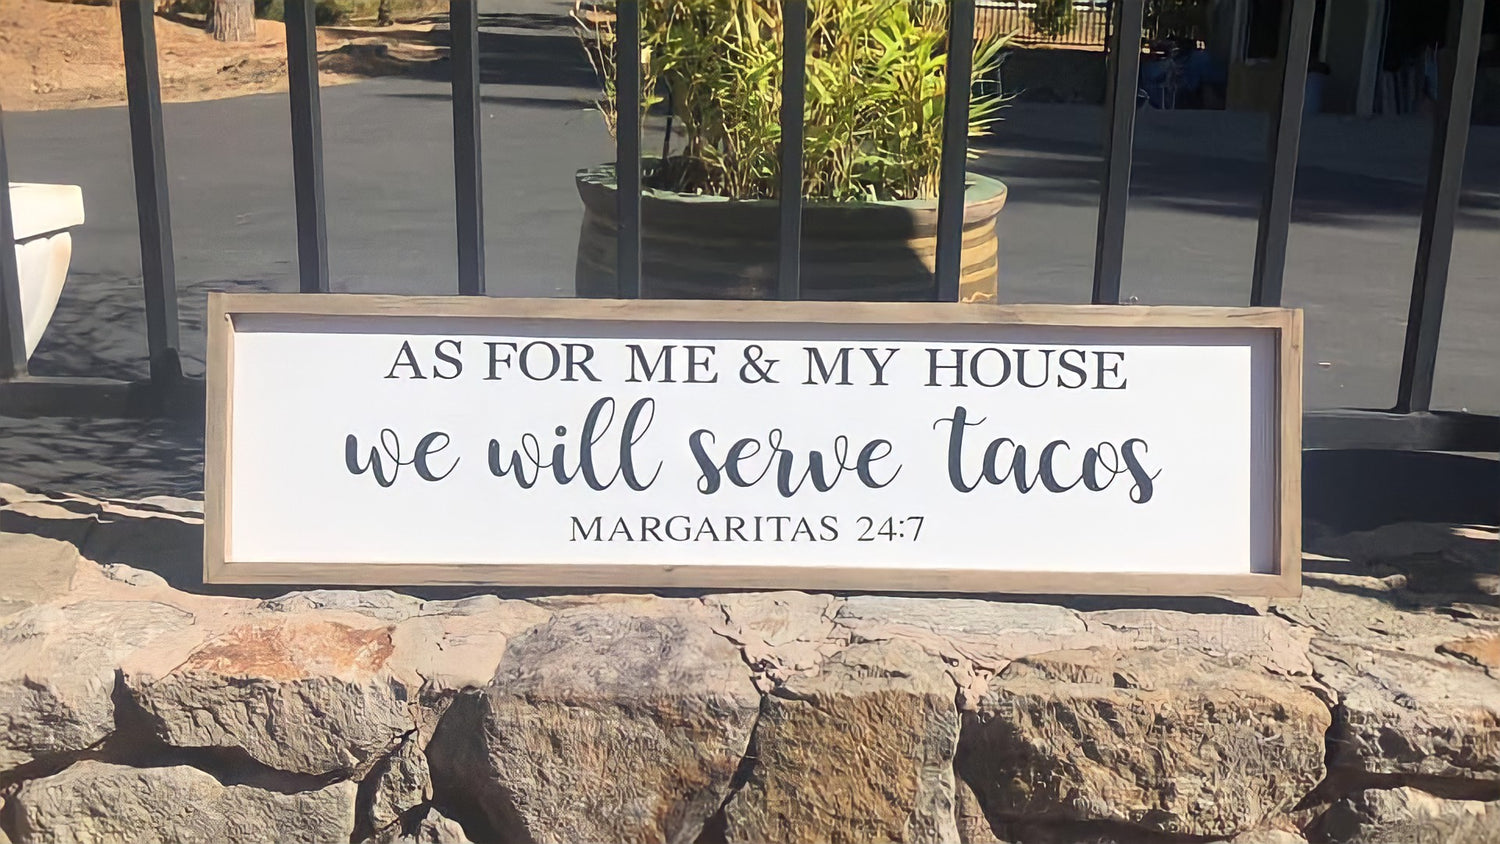 AS FOR ME & MY HOUSE
we will serve tacos
MARGARITAS 24:7